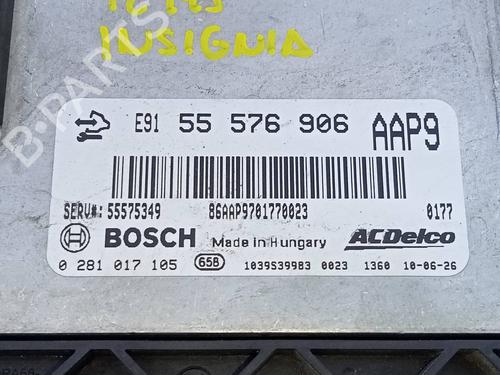 INSIGNIA
B-PARTS
E91 55 576 906 AAP9
SERV#: 55575349 86AAP9701770023 0177
BOSCH Made in Hungary ACDelco
0 281 017 105 65B 1039S39983 0023 1360 10-06-26